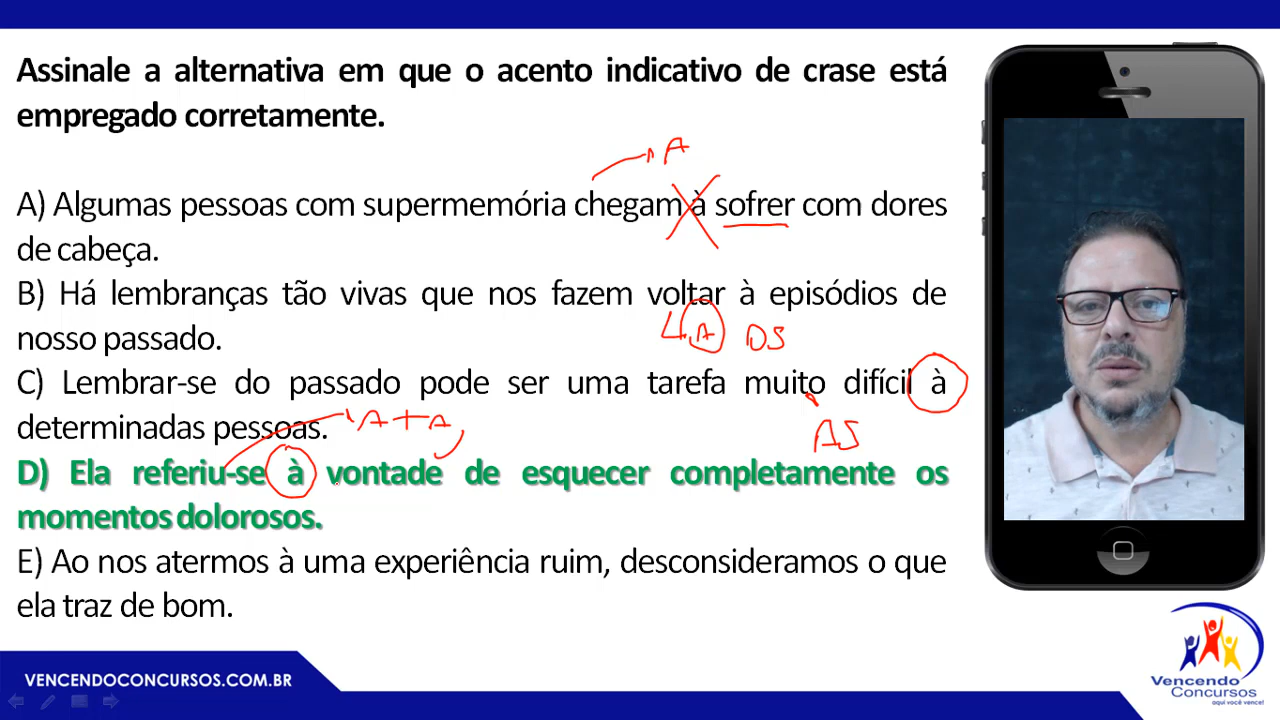 Assinale a alternativa em que o acento indicativo de crase está
empregado corretamente.
A
A) Algumas pessoas com supermemória chegam à sofrer com dores
de cabeça.
B) Há lembranças tão vivas que nos fazem voltar à episódios de
nosso passado.
A OS
C) Lembrar-se do passado pode ser uma tarefa muito difícil à
determinadas pessoas.
A + A
AS
D) Ela referiu-se à vontade de esquecer completamente os
momentos dolorosos.
E) Ao nos atermos à uma experiência ruim, desconsideramos o que
ela traz de bom.
VENCENDOCONCURSOS.COM.BR
Vencendo
Concursos
aqui você vence!